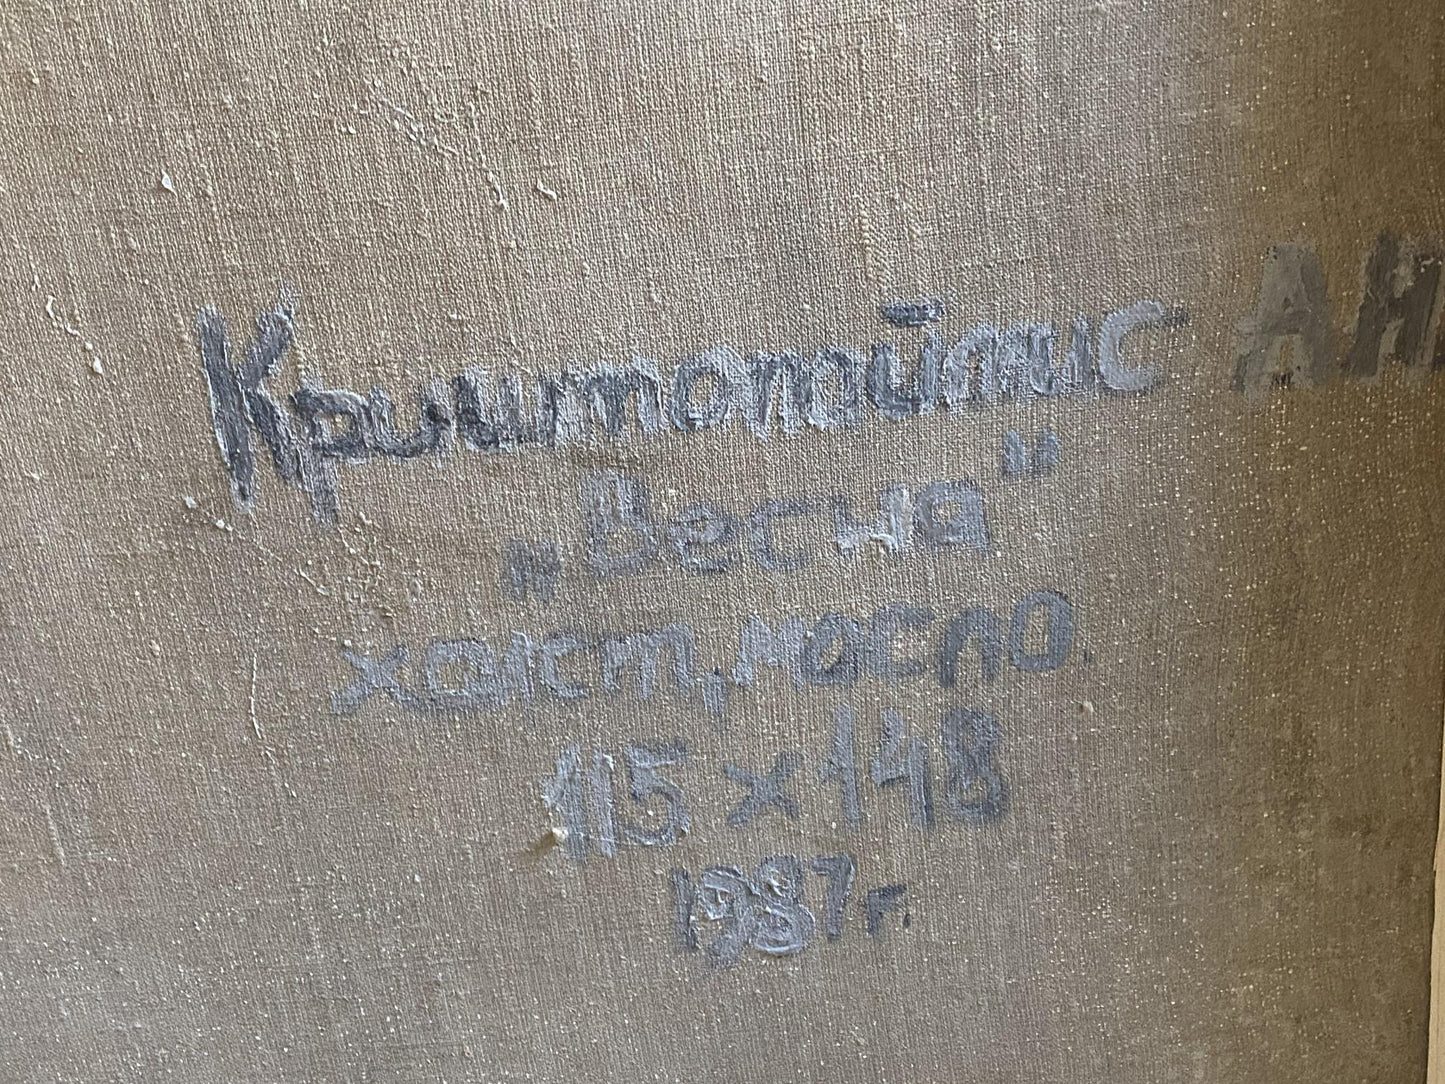 Криштопайтис АН
„Весна"
холст, масло.
115 х 148
1987 г.